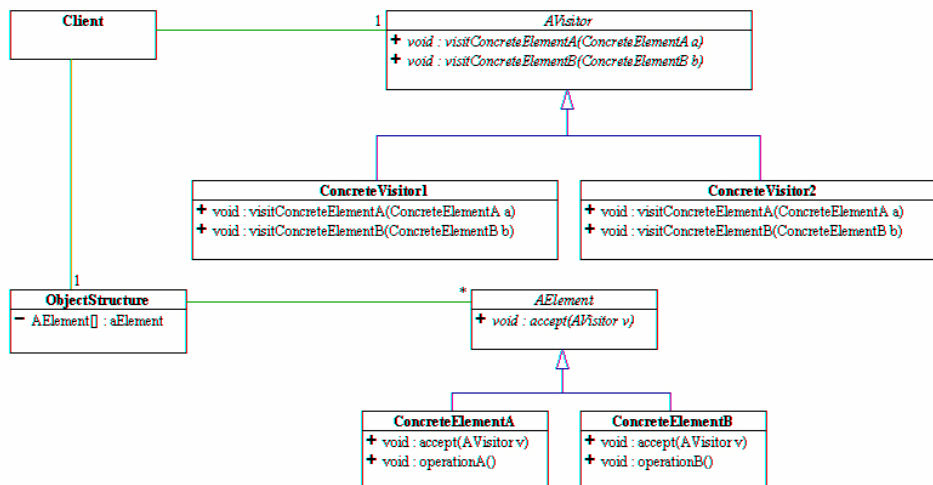 Client
1
AVisitor
+ void : visitConcreteElementA(ConcreteElementA a)
+ void : visitConcreteElementB(ConcreteElementB b)
ConcreteVisitor1
+ void : visitConcreteElementA(ConcreteElementA a)
+ void : visitConcreteElementB(ConcreteElementB b)
ConcreteVisitor2
+ void : visitConcreteElementA(ConcreteElementA a)
+ void : visitConcreteElementB(ConcreteElementB b)
1
ObjectStructure
- AElement[] : aElement
*
AElement
+ void : accept(AVisitor v)
ConcreteElementA
+ void : accept(AVisitor v)
+ void : operationA()
ConcreteElementB
+ void : accept(AVisitor v)
+ void : operationB()